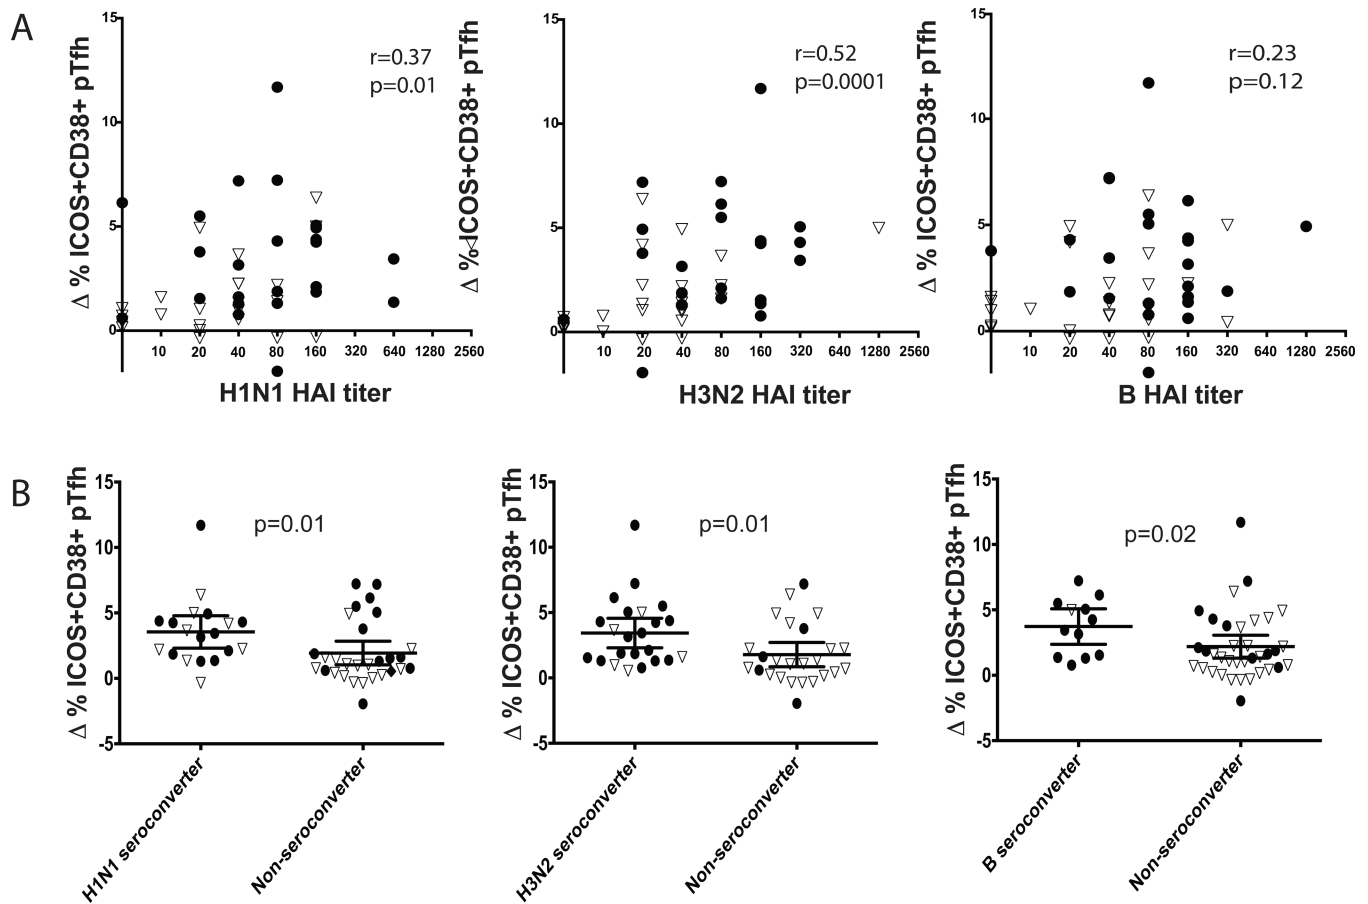 A
Δ % ICOS+CD38+ pTfh
15
10
5
0
r=0.37
p=0.01
10 20 40 80 160 320 640 1280 2560
H1N1 HAI titer
Δ % ICOS+CD38+ pTfh
15
10
5
0
r=0.52
p=0.0001
10 20 40 80 160 320 640 1280 2560
H3N2 HAI titer
Δ % ICOS+CD38+ pTfh
15
10
5
0
r=0.23
p=0.12
10 20 40 80 160 320 640 1280 2560
B HAI titer
B
Δ % ICOS+CD38+ pTfh
15
10
5
0
-5
p=0.01
H1N1 seroconverter
Non-seroconverter
Δ % ICOS+CD38+ pTfh
15
10
5
0
-5
p=0.01
H3N2 seroconverter
Non-seroconverter
Δ % ICOS+CD38+ pTfh
15
10
5
0
-5
p=0.02
B seroconverter
Non-seroconverter